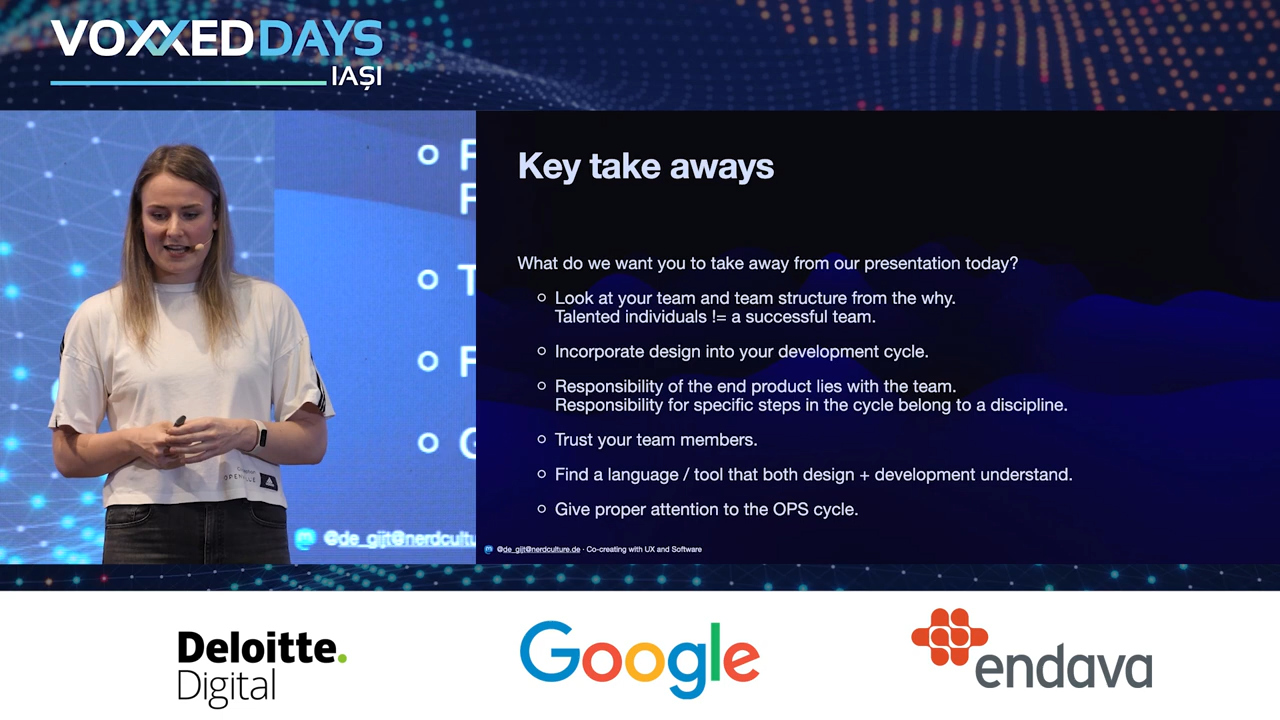 VOXXEDDAYS
IAȘI
Key take aways
What do we want you to take away from our presentation today?
Look at your team and team structure from the why.
Talented individuals != a successful team.
Incorporate design into your development cycle.
Responsibility of the end product lies with the team.
Responsibility for specific steps in the cycle belong to a discipline.
Trust your team members.
Find a language / tool that both design + development understand.
Give proper attention to the OPS cycle.
@de_gijt@nerdculture.de · Co-creating with UX and Software
F
F
T
F
G
@de_gijt@nerdcultu
Deloitte.
Digital
Google
endava